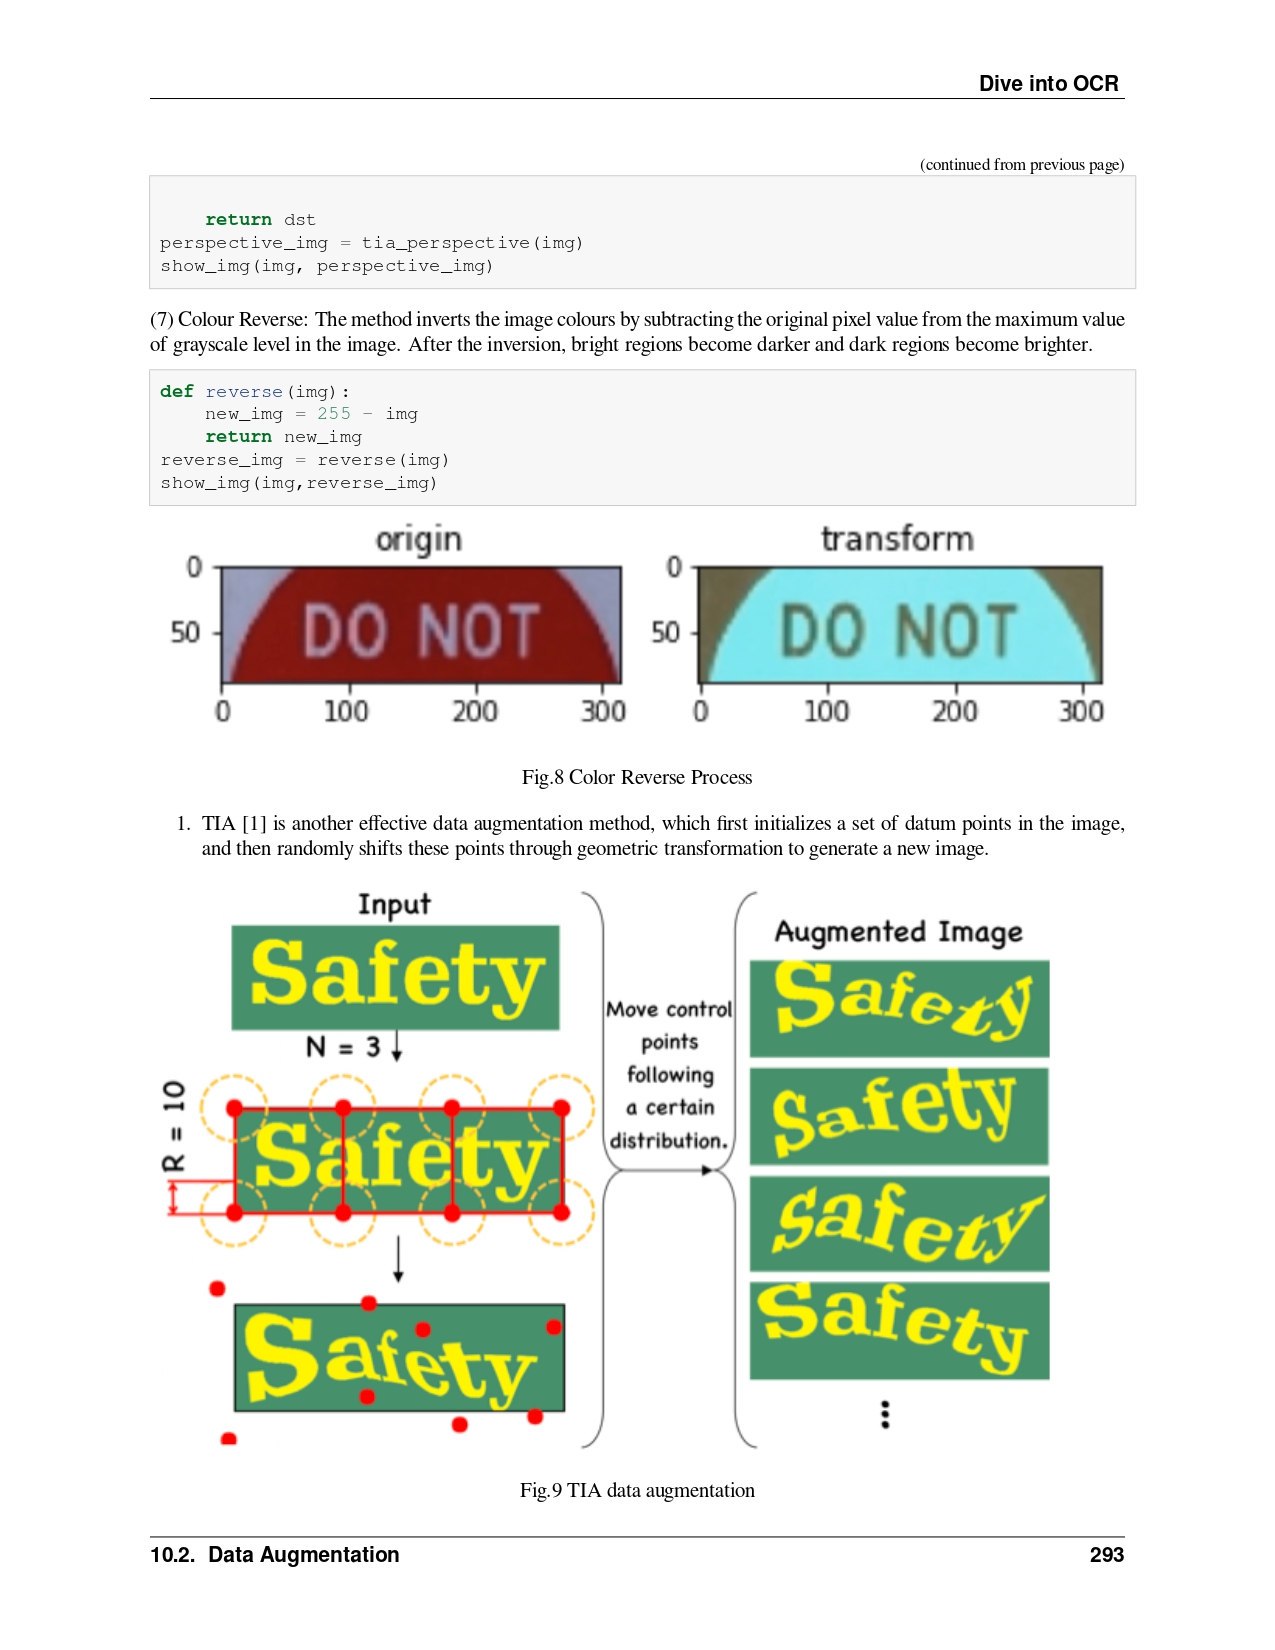 Dive into OCR
(continued from previous page)
    return dst
perspective_img = tia_perspective(img)
show_img(img, perspective_img)
(7) Colour Reverse: The method inverts the image colours by subtracting the original pixel value from the maximum value
of grayscale level in the image. After the inversion, bright regions become darker and dark regions become brighter.
def reverse(img):
    new_img = 255 - img
    return new_img
reverse_img = reverse(img)
show_img(img,reverse_img)
origin
0
50
DO NOT
0 100 200 300
transform
0
50
DO NOT
0 100 200 300
Fig.8 Color Reverse Process
1. TIA [1] is another effective data augmentation method, which first initializes a set of datum points in the image,
and then randomly shifts these points through geometric transformation to generate a new image.
Input
Safety
N = 3
R = 10
Safety
Safety
Move control
points
following
a certain
distribution.
Augmented Image
Safety
Safety
Safety
Safety
Fig.9 TIA data augmentation
10.2. Data Augmentation 293